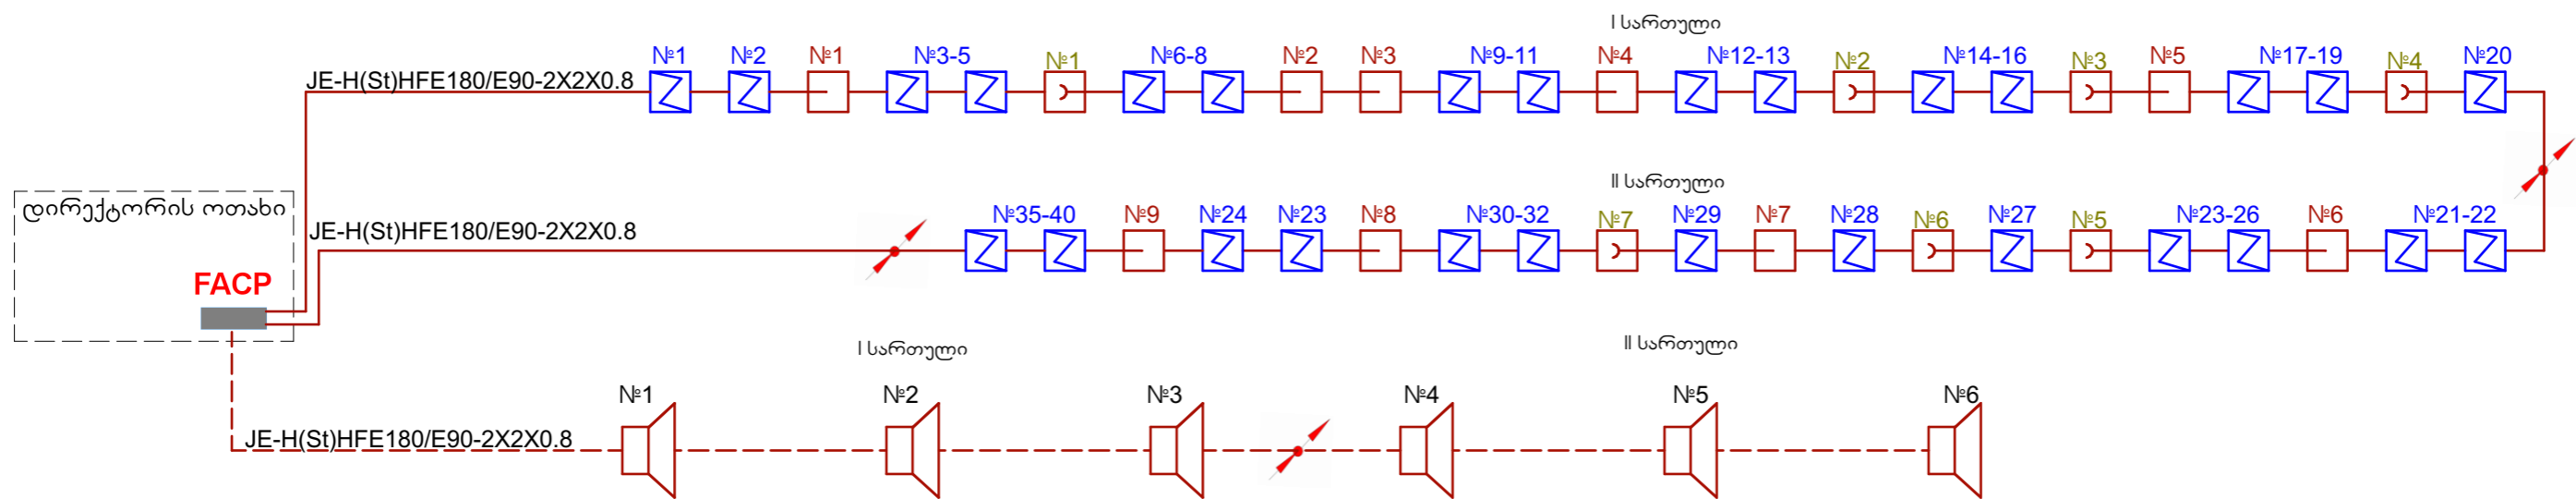 I სართული
№1 №2 №1 №3-5 №1 №6-8 №2 №3 №9-11 №4 №12-13 №2 №14-16 №3 №5 №17-19 №4 №20
JE-H(St)HFE180/E90-2X2X0.8
II სართული
დირექტორის ოთახი
№35-40 №9 №24 №23 №8 №30-32 №7 №29 №7 №28 №6 №27 №5 №23-26 №6 №21-22
JE-H(St)HFE180/E90-2X2X0.8
FACP
I სართული
II სართული
№1 №2 №3 №4 №5 №6
JE-H(St)HFE180/E90-2X2X0.8